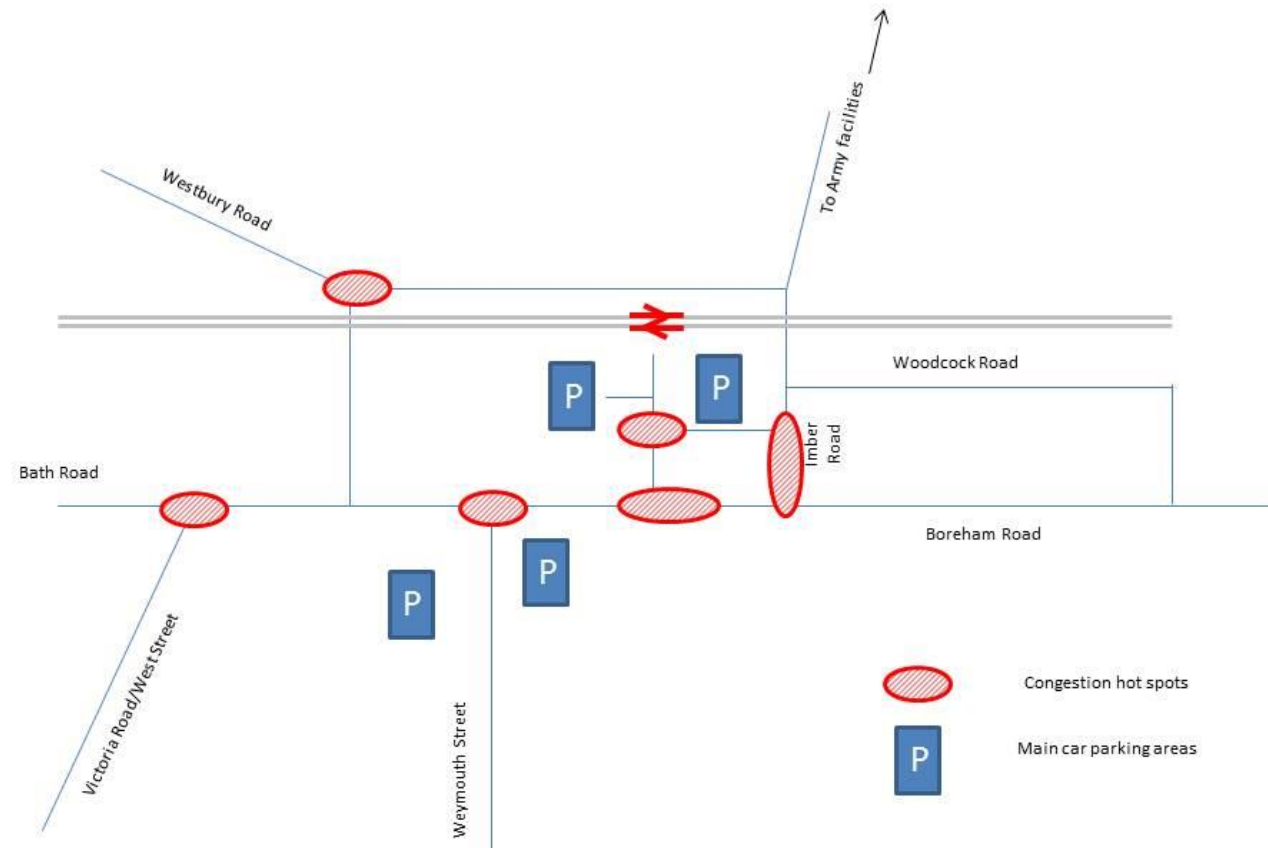 To Army facilities
Westbury Road
P
P
Woodcock Road
Imber
Road
Bath Road
Boreham Road
P
P
Victoria Road/West Street
Weymouth Street
Congestion hot spots
P
Main car parking areas